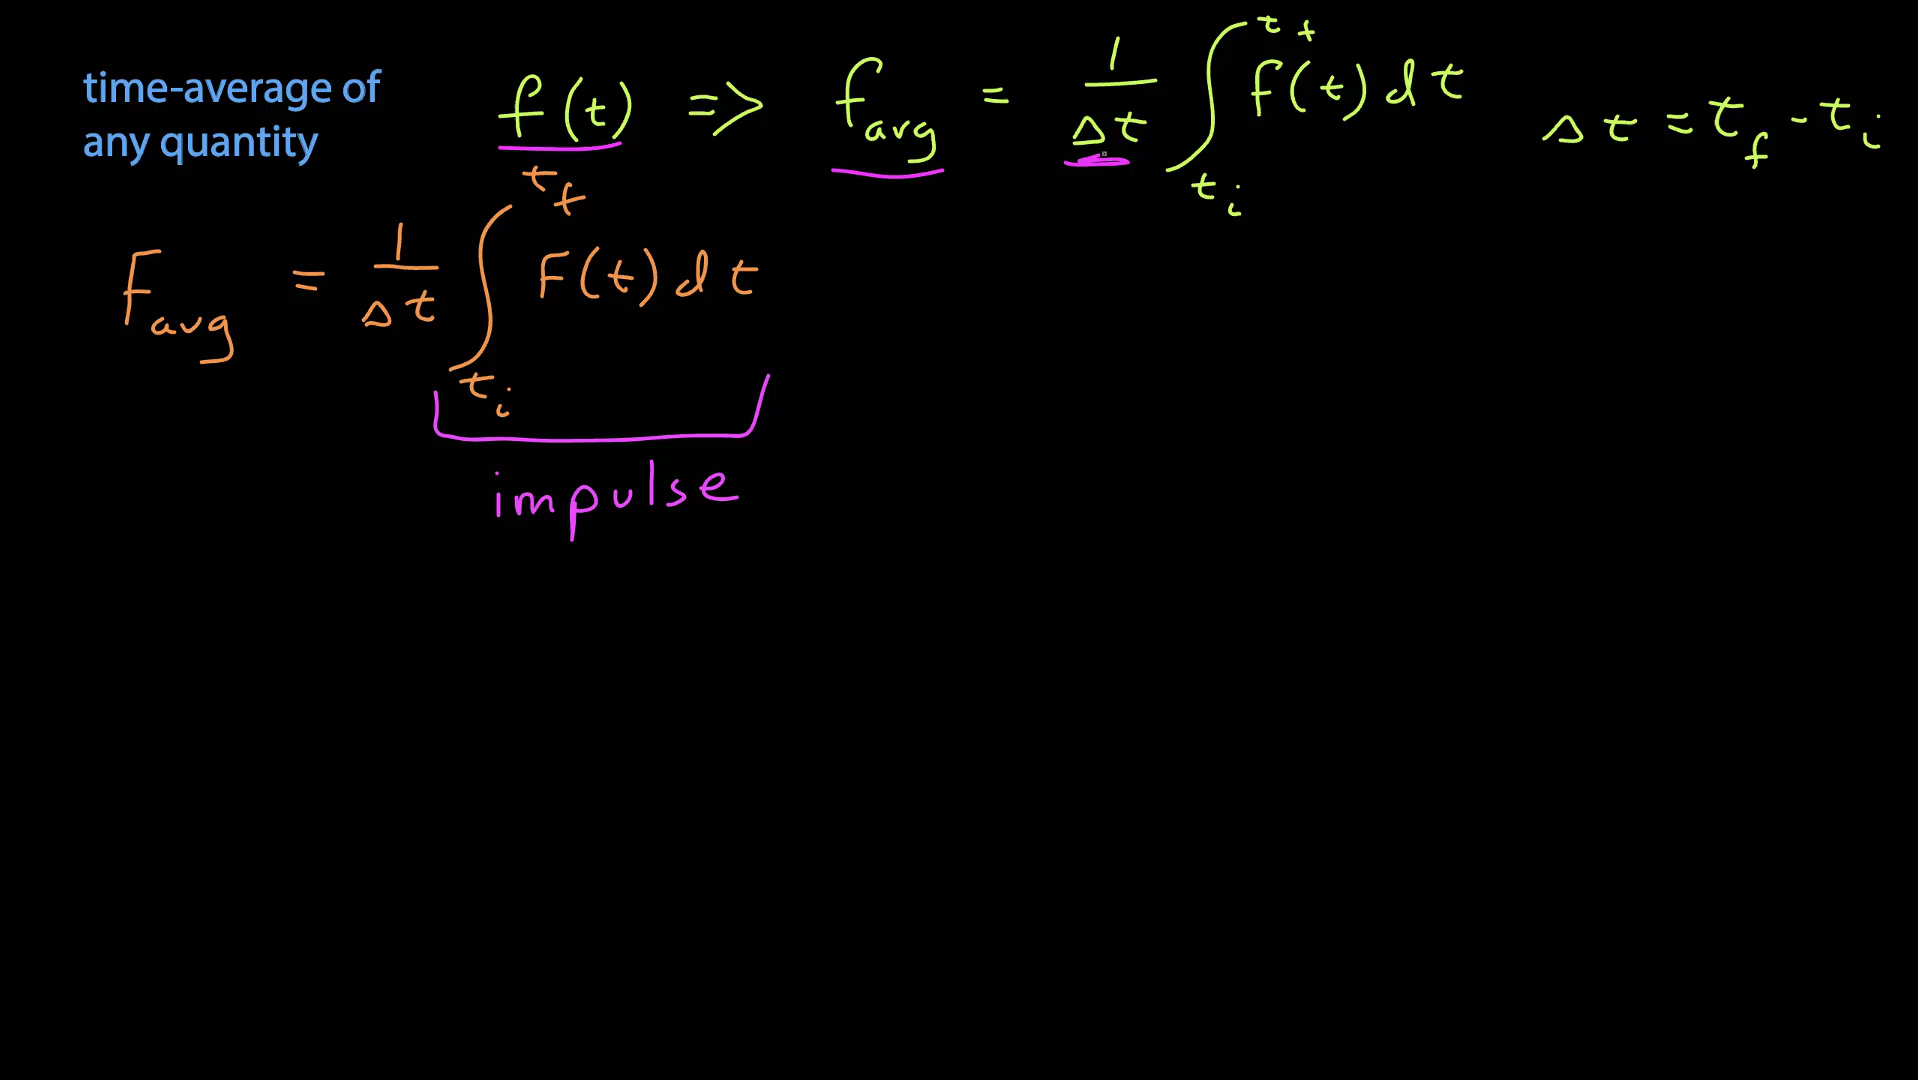 time-average of
any quantity
f(t) => f_avg = 1/Δt ∫_{t_i}^{t_f} f(t) dt   Δt = t_f - t_i
F_avg = 1/Δt ∫_{t_i}^{t_f} F(t) dt
impulse